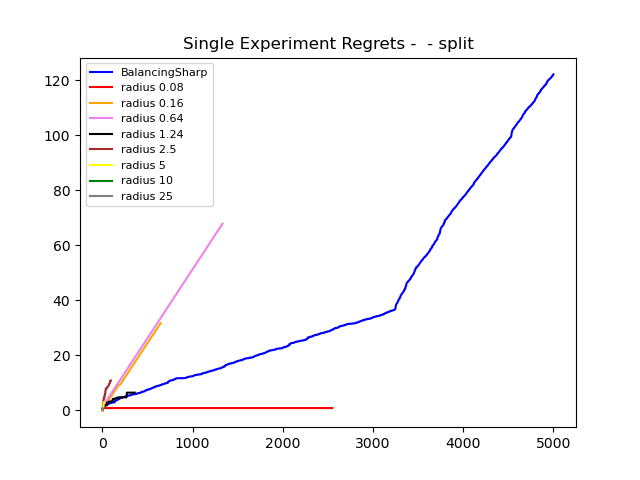 Single Experiment Regrets -  - split
BalancingSharp
radius 0.08
radius 0.16
radius 0.64
radius 1.24
radius 2.5
radius 5
radius 10
radius 25
120
100
80
60
40
20
0
0 1000 2000 3000 4000 5000